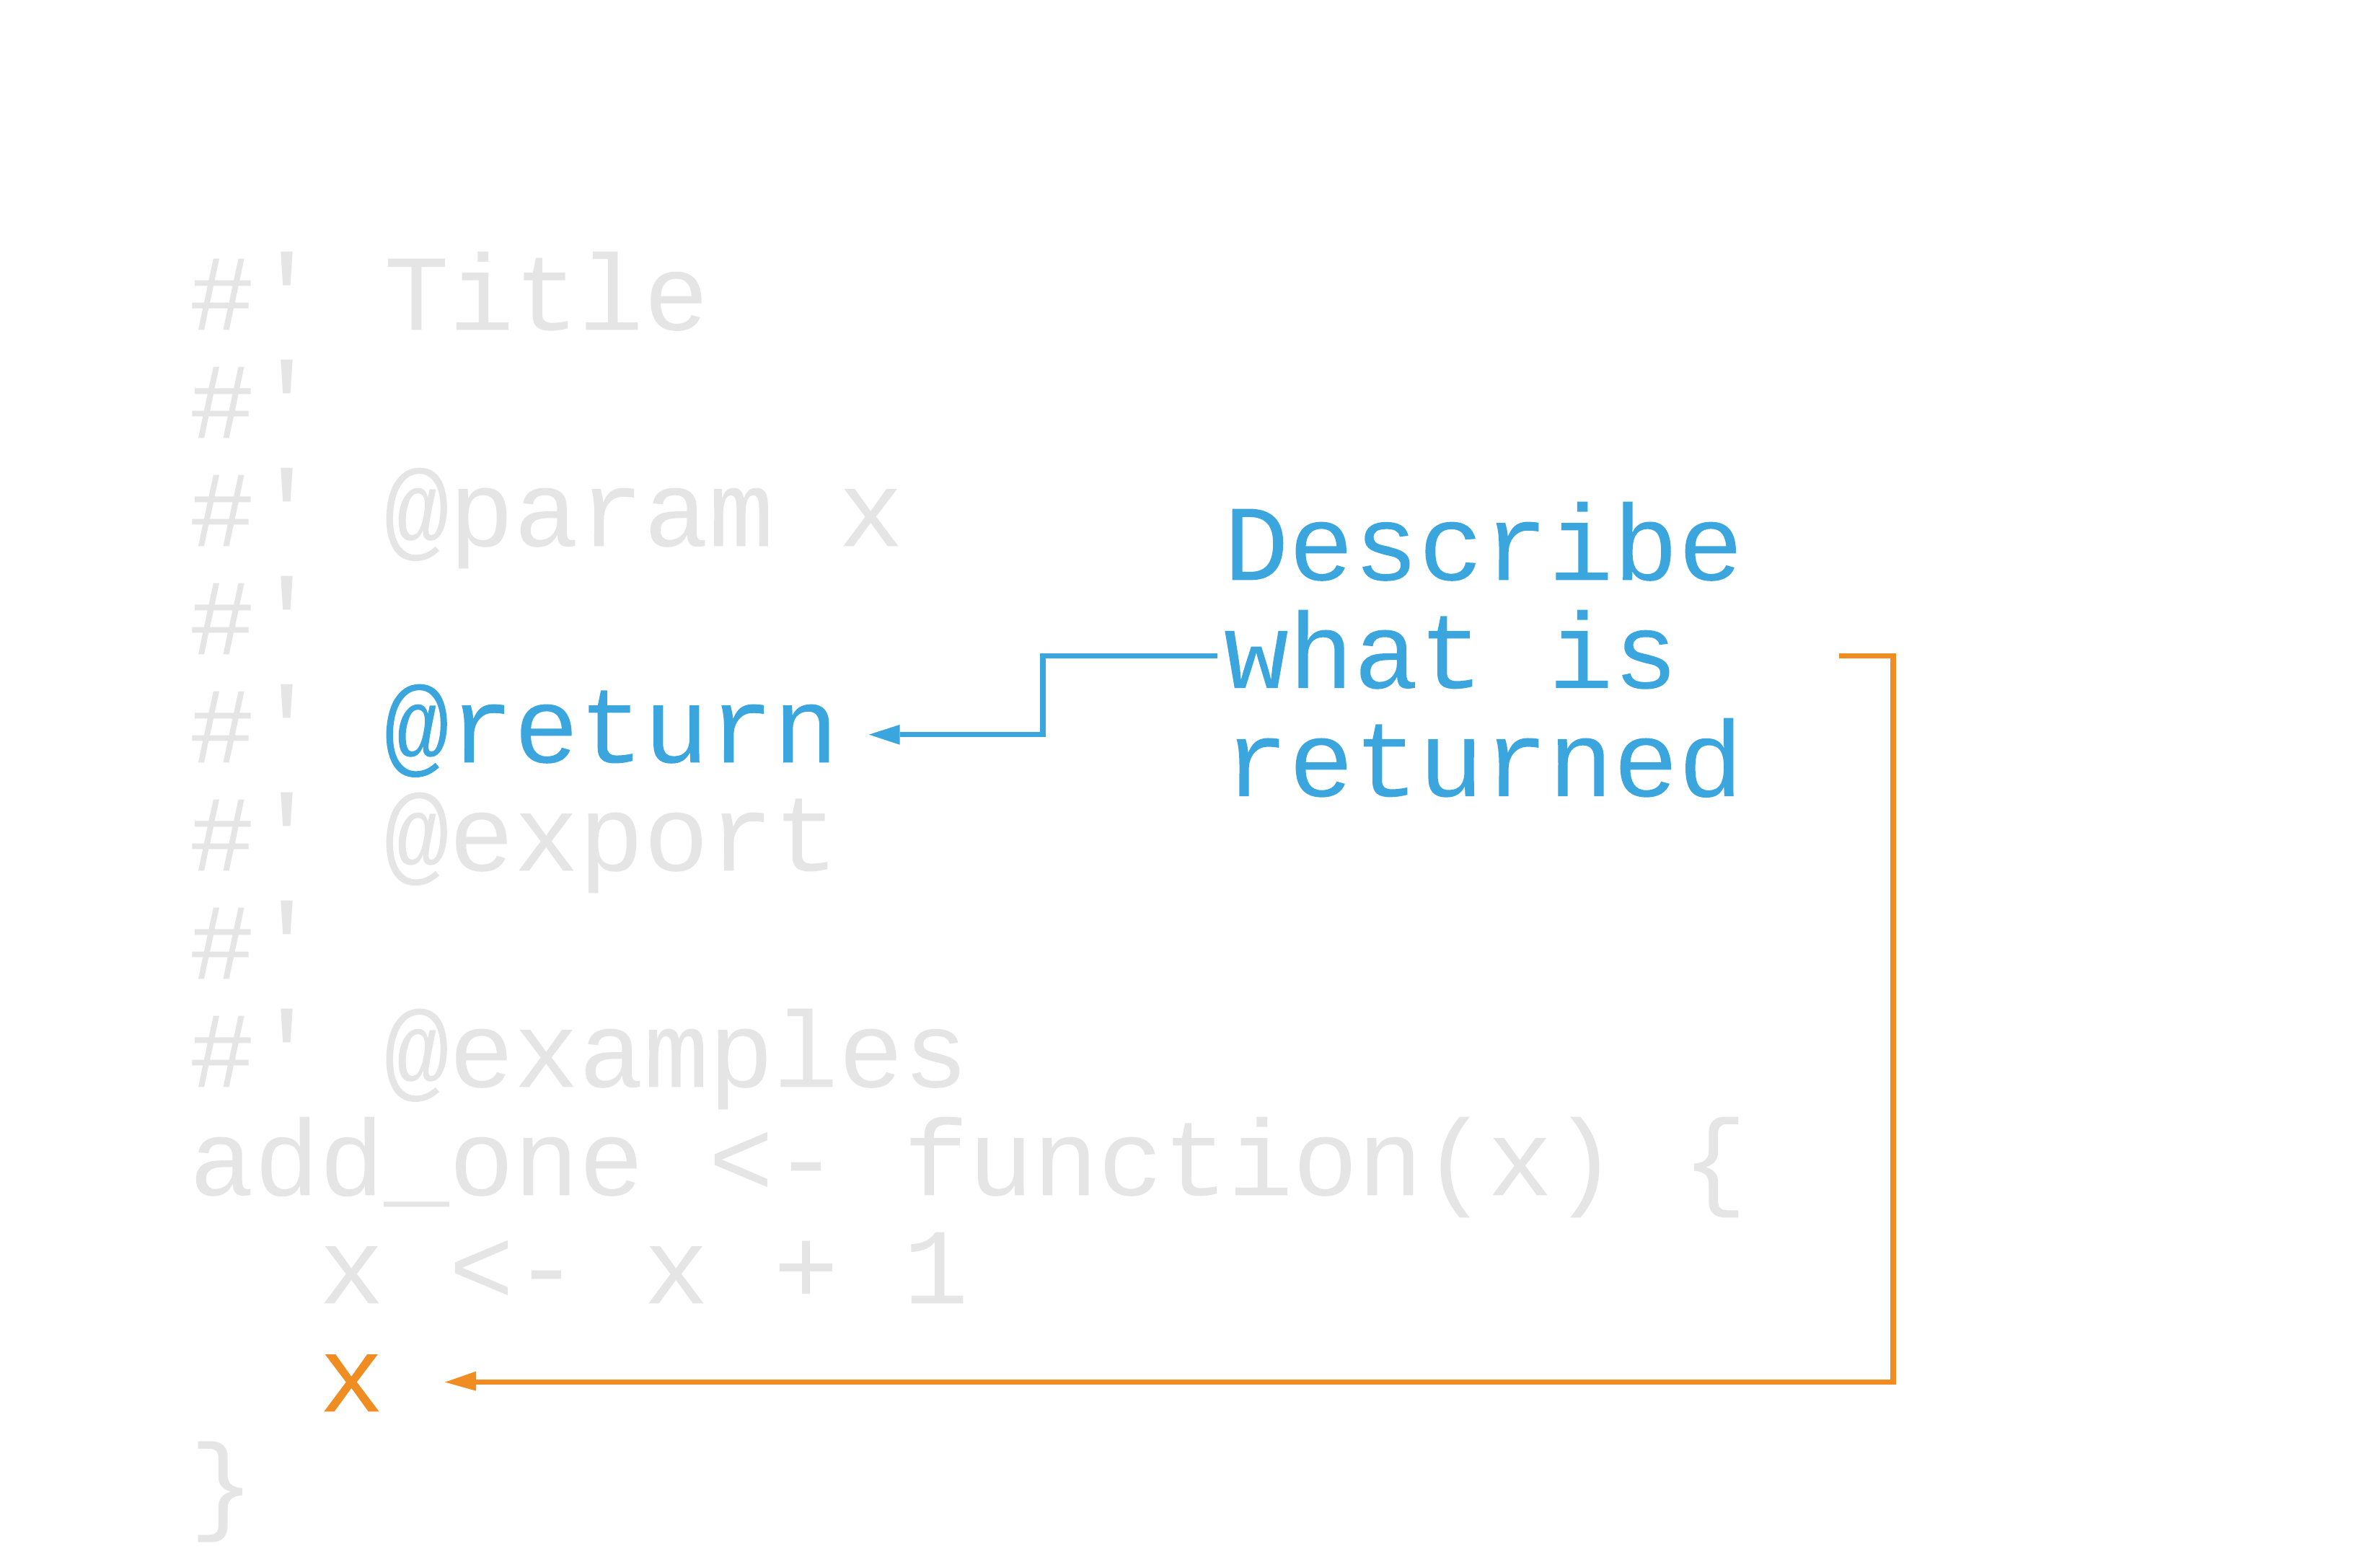 #' Title
#'
#' @param x
#'
#' @return
#' @export
#'
#' @examples
add_one <- function(x) {
  x <- x + 1
  x
}
Describe
what is
returned